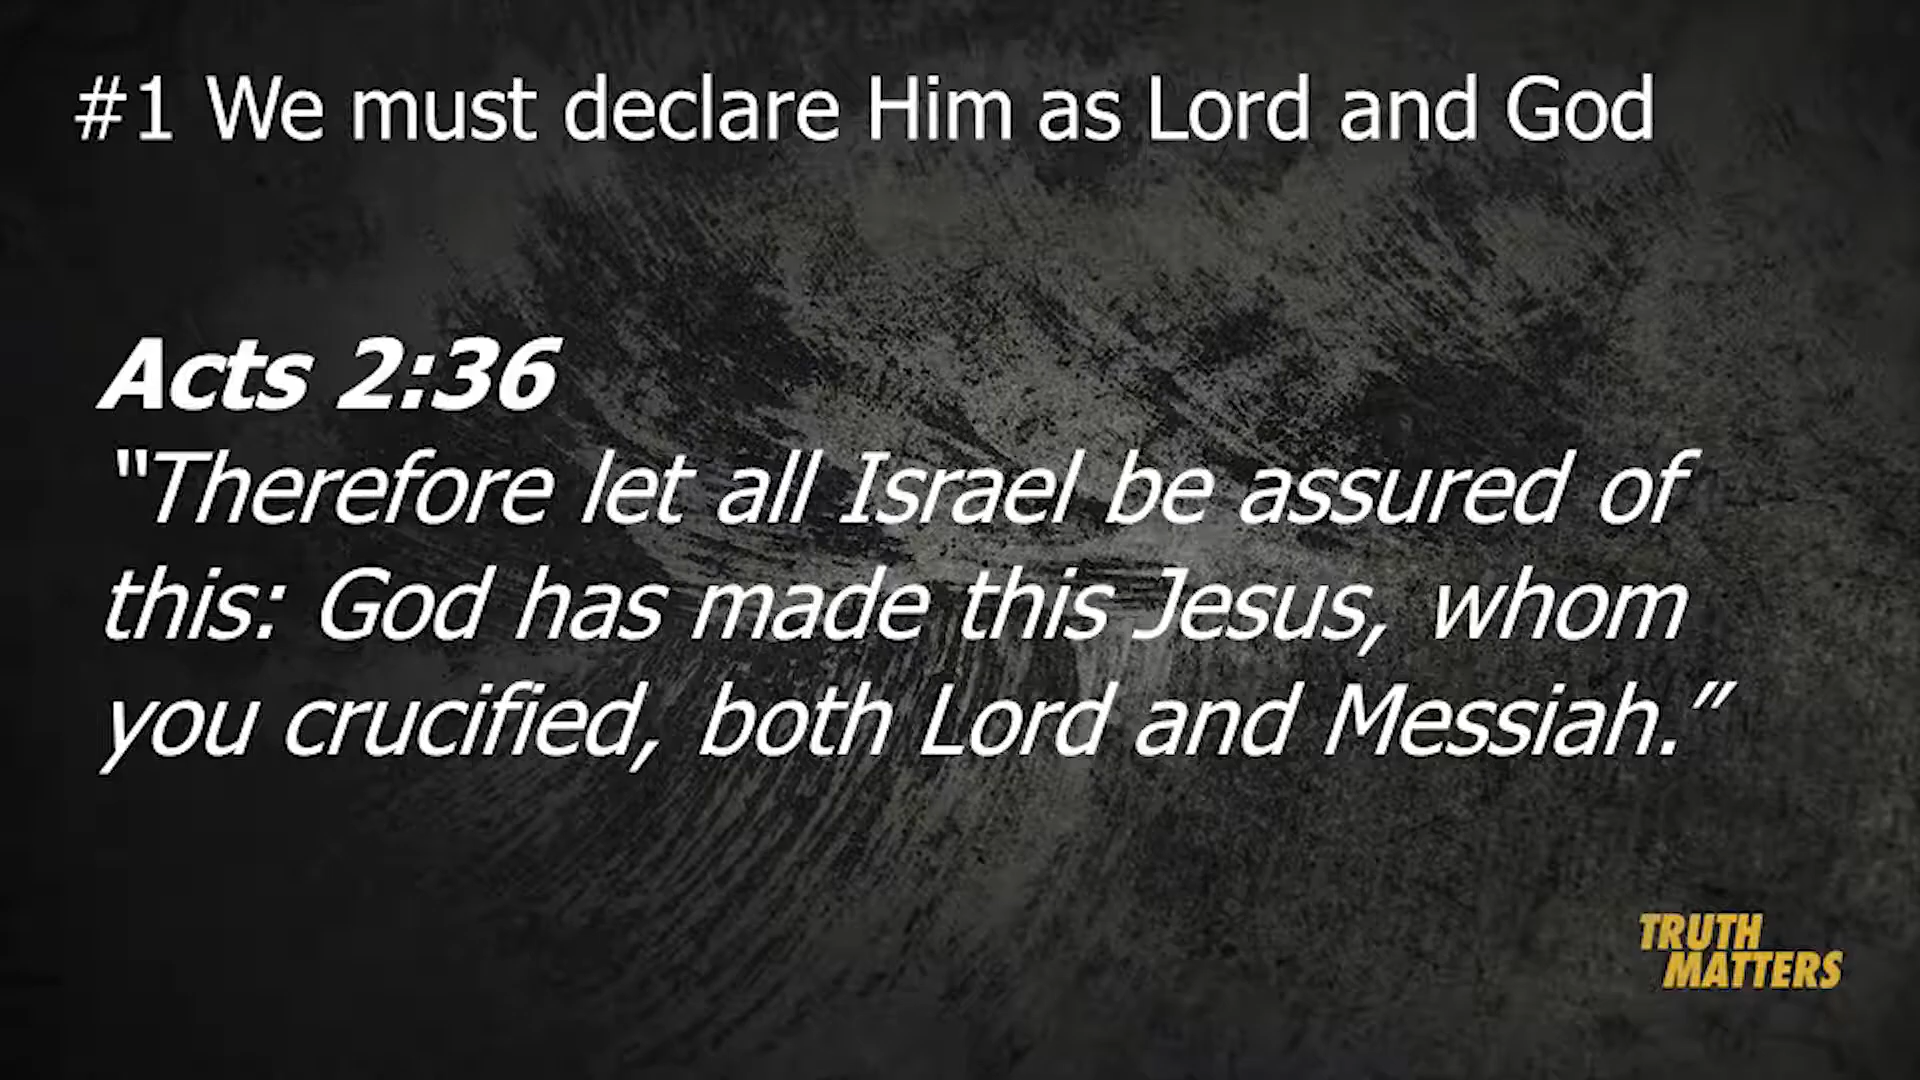 #1 We must declare Him as Lord and God
Acts 2:36
“Therefore let all Israel be assured of
this: God has made this Jesus, whom
you crucified, both Lord and Messiah.”
TRUTH
MATTERS